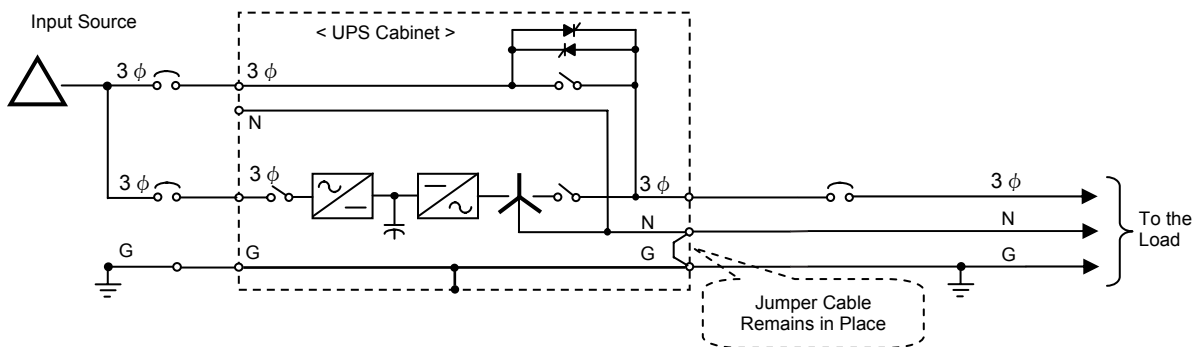 Input Source
< UPS Cabinet >
3 ϕ
3 ϕ
N
3 ϕ
3 ϕ
3 ϕ
3 ϕ
N
N
G
G
G
G
To the
Load
Jumper Cable
Remains in Place